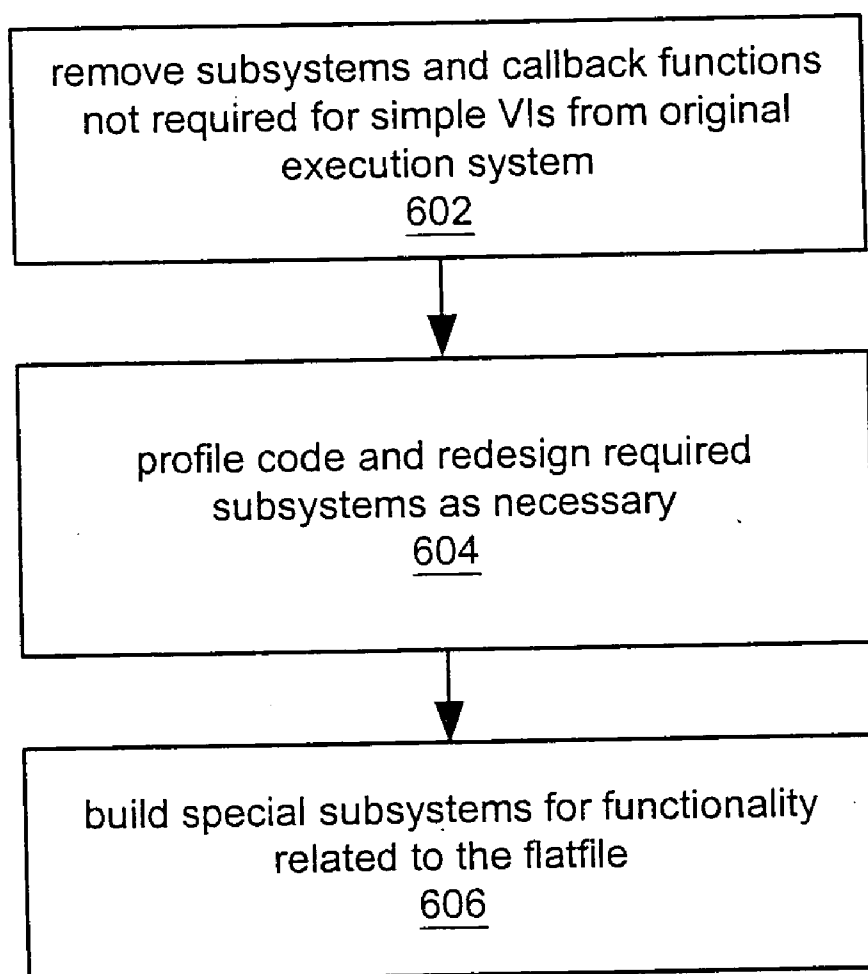 remove subsystems and callback functions
not required for simple VIs from original
execution system
602
profile code and redesign required
subsystems as necessary
604
build special subsystems for functionality
related to the flatfile
606